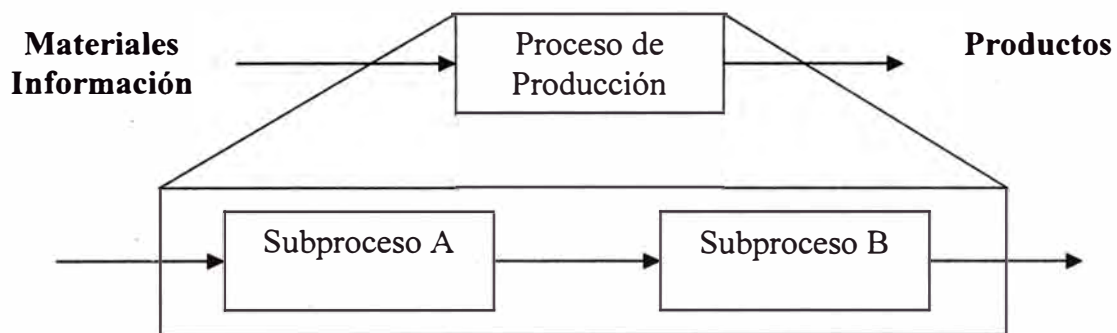 Materiales
Información
Proceso de
Producción
Productos
Subproceso A
Subproceso B